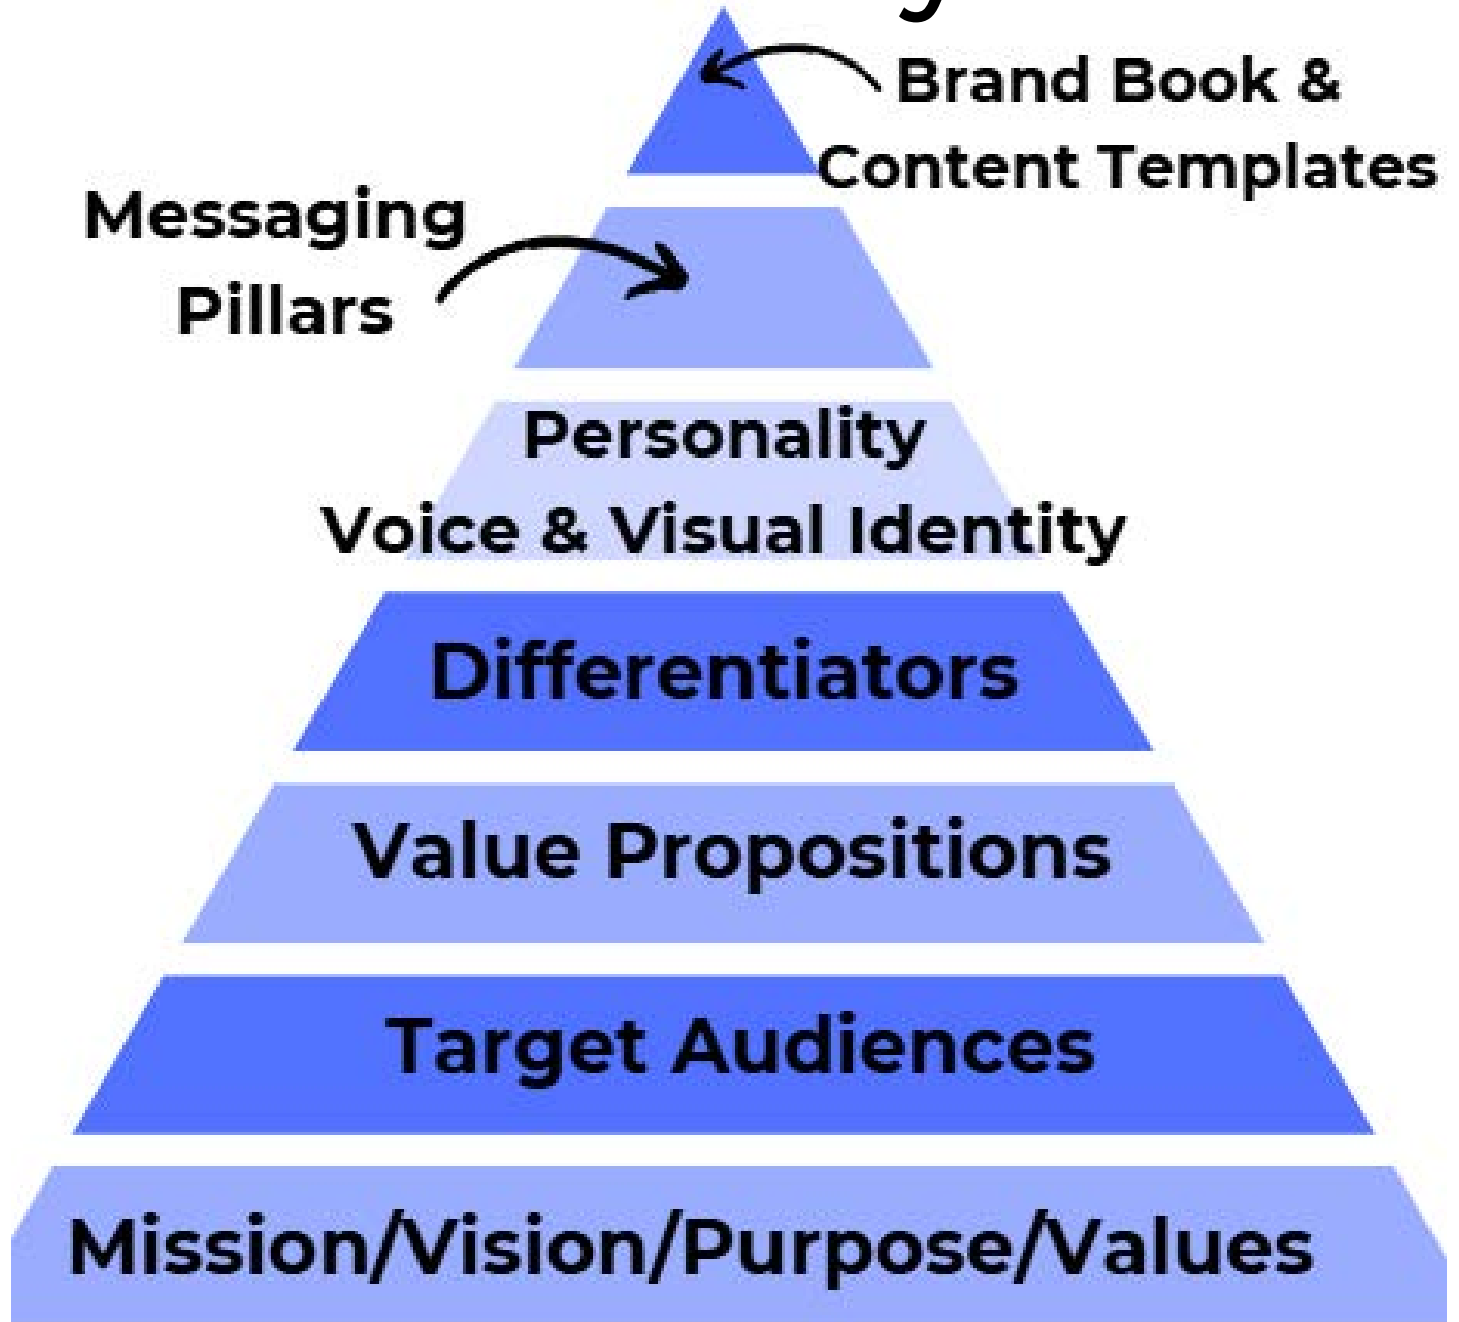 Brand Book &
Content Templates
Messaging
Pillars
Personality
Voice & Visual Identity
Differentiators
Value Propositions
Target Audiences
Mission/Vision/Purpose/Values